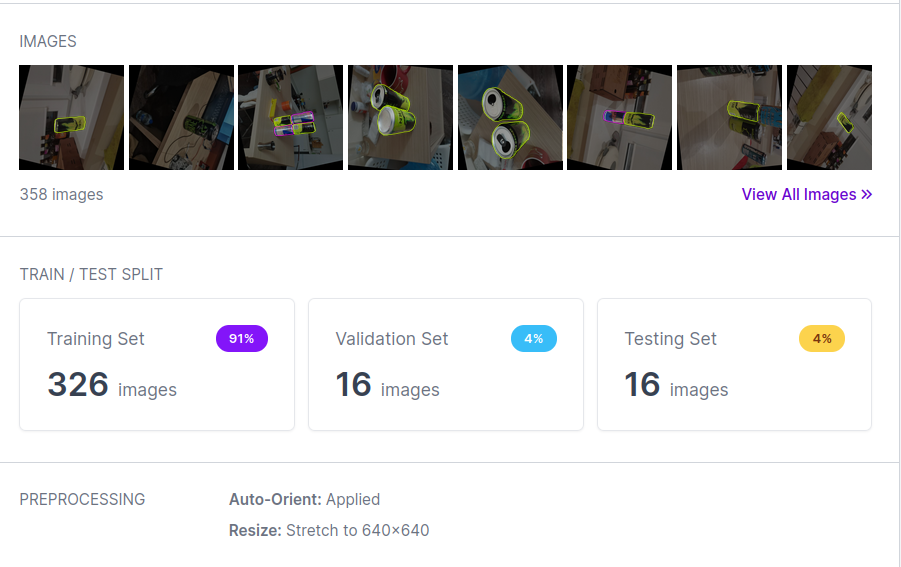 IMAGES
358 images
View All Images »
TRAIN / TEST SPLIT
Training Set 91%
326 images
Validation Set 4%
16 images
Testing Set 4%
16 images
PREPROCESSING
Auto-Orient: Applied
Resize: Stretch to 640×640